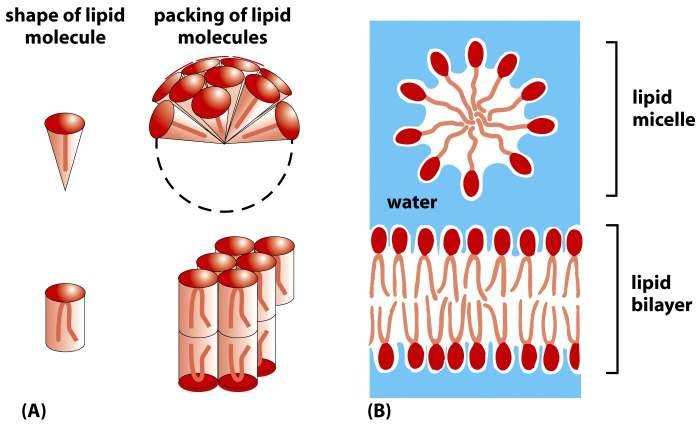 shape of lipid
molecule
packing of lipid
molecules
(A)
lipid
micelle
water
lipid
bilayer
(B)